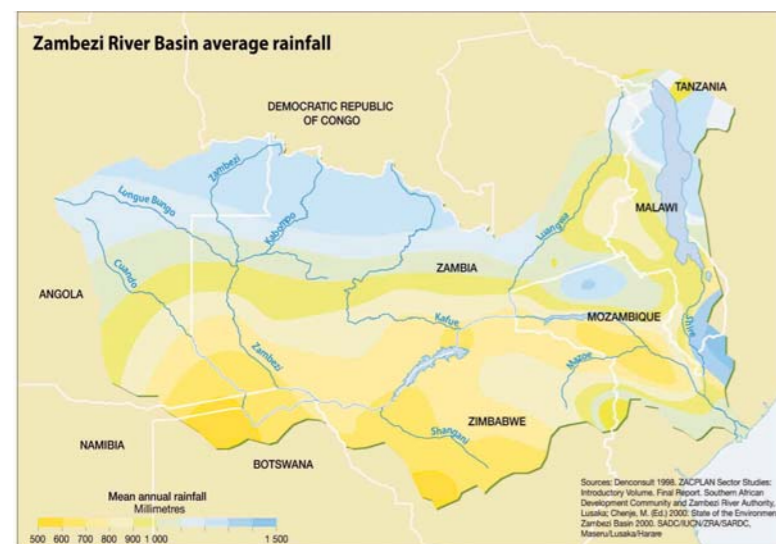 Zambezi River Basin average rainfall
TANZANIA
DEMOCRATIC REPUBLIC
OF CONGO
Zambezi
Lungue Bungo
Kabompo
Luangwa
MALAWI
Cuando
ZAMBIA
ANGOLA
MOZAMBIQUE
Shire
Kafue
Zambezi
Mazoe
ZIMBABWE
Shangani
NAMIBIA
BOTSWANA
Mean annual rainfall
Millimetres
500 600 700 800 900 1 000 1 500
Sources: Denconsult 1998. ZACPLAN Sector Studies:
Introductory Volume. Final Report. Southern African
Development Community and Zambezi River Authority,
Lusaka; Chenje, M. (Ed.) 2000: State of the Environmen
Zambezi Basin 2000. SADC/IUCN/ZRA/SARDC,
Maseru/Lusaka/Harare